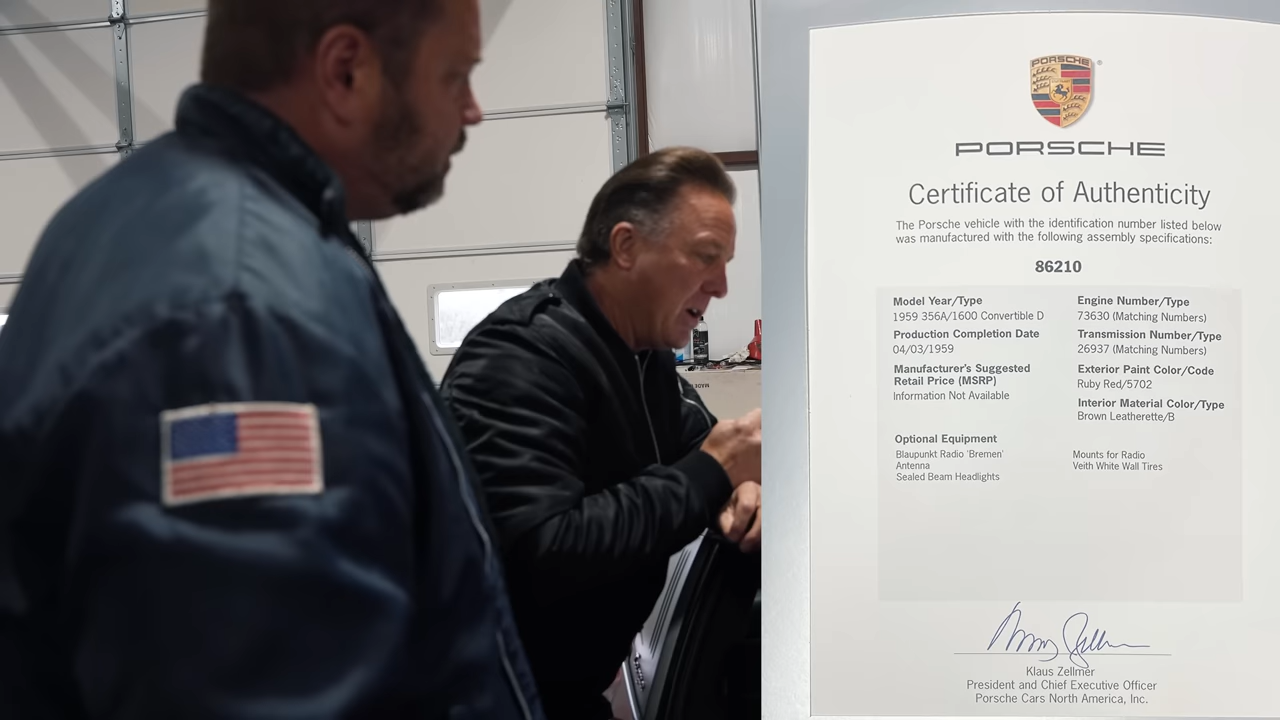 PORSCHE
PORSCHE
Certificate of Authenticity
The Porsche vehicle with the identification number listed below
was manufactured with the following assembly specifications:
86210
Model Year/Type
1959 356A/1600 Convertible D
Production Completion Date
04/03/1959
Manufacturer's Suggested
Retail Price (MSRP)
Information Not Available
Engine Number/Type
73630 (Matching Numbers)
Transmission Number/Type
26937 (Matching Numbers)
Exterior Paint Color/Code
Ruby Red/5702
Interior Material Color/Type
Brown Leatherette/B
Optional Equipment
Blaupunkt Radio 'Bremen'
Antenna
Sealed Beam Headlights
Mounts for Radio
Veith White Wall Tires
Klaus Zellmer
President and Chief Executive Officer
Porsche Cars North America, Inc.